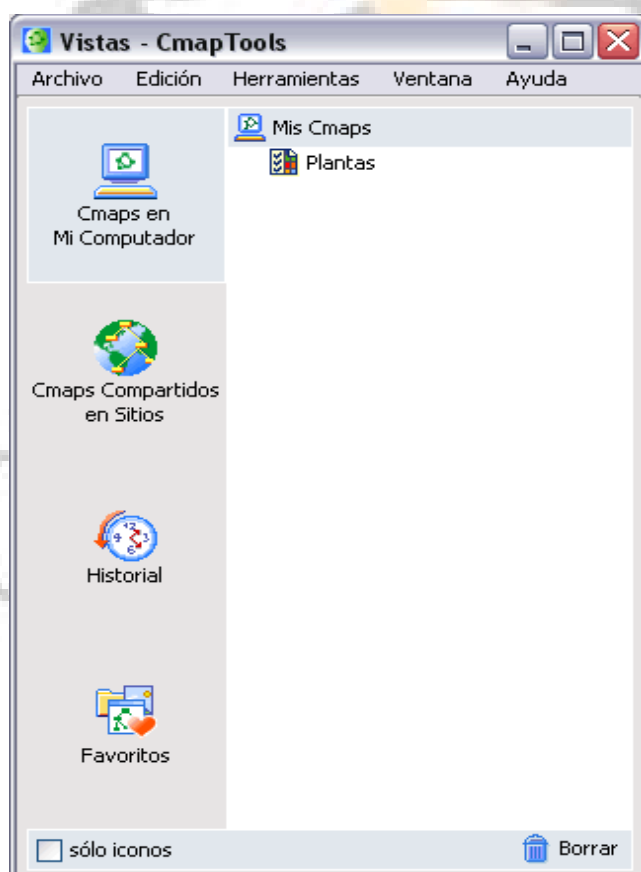 Vistas - CmapTools
Archivo Edición Herramientas Ventana Ayuda
Cmaps en
Mi Computador
Cmaps Compartidos
en Sitios
Historial
Favoritos
Mis Cmaps
Plantas
sólo iconos
Borrar